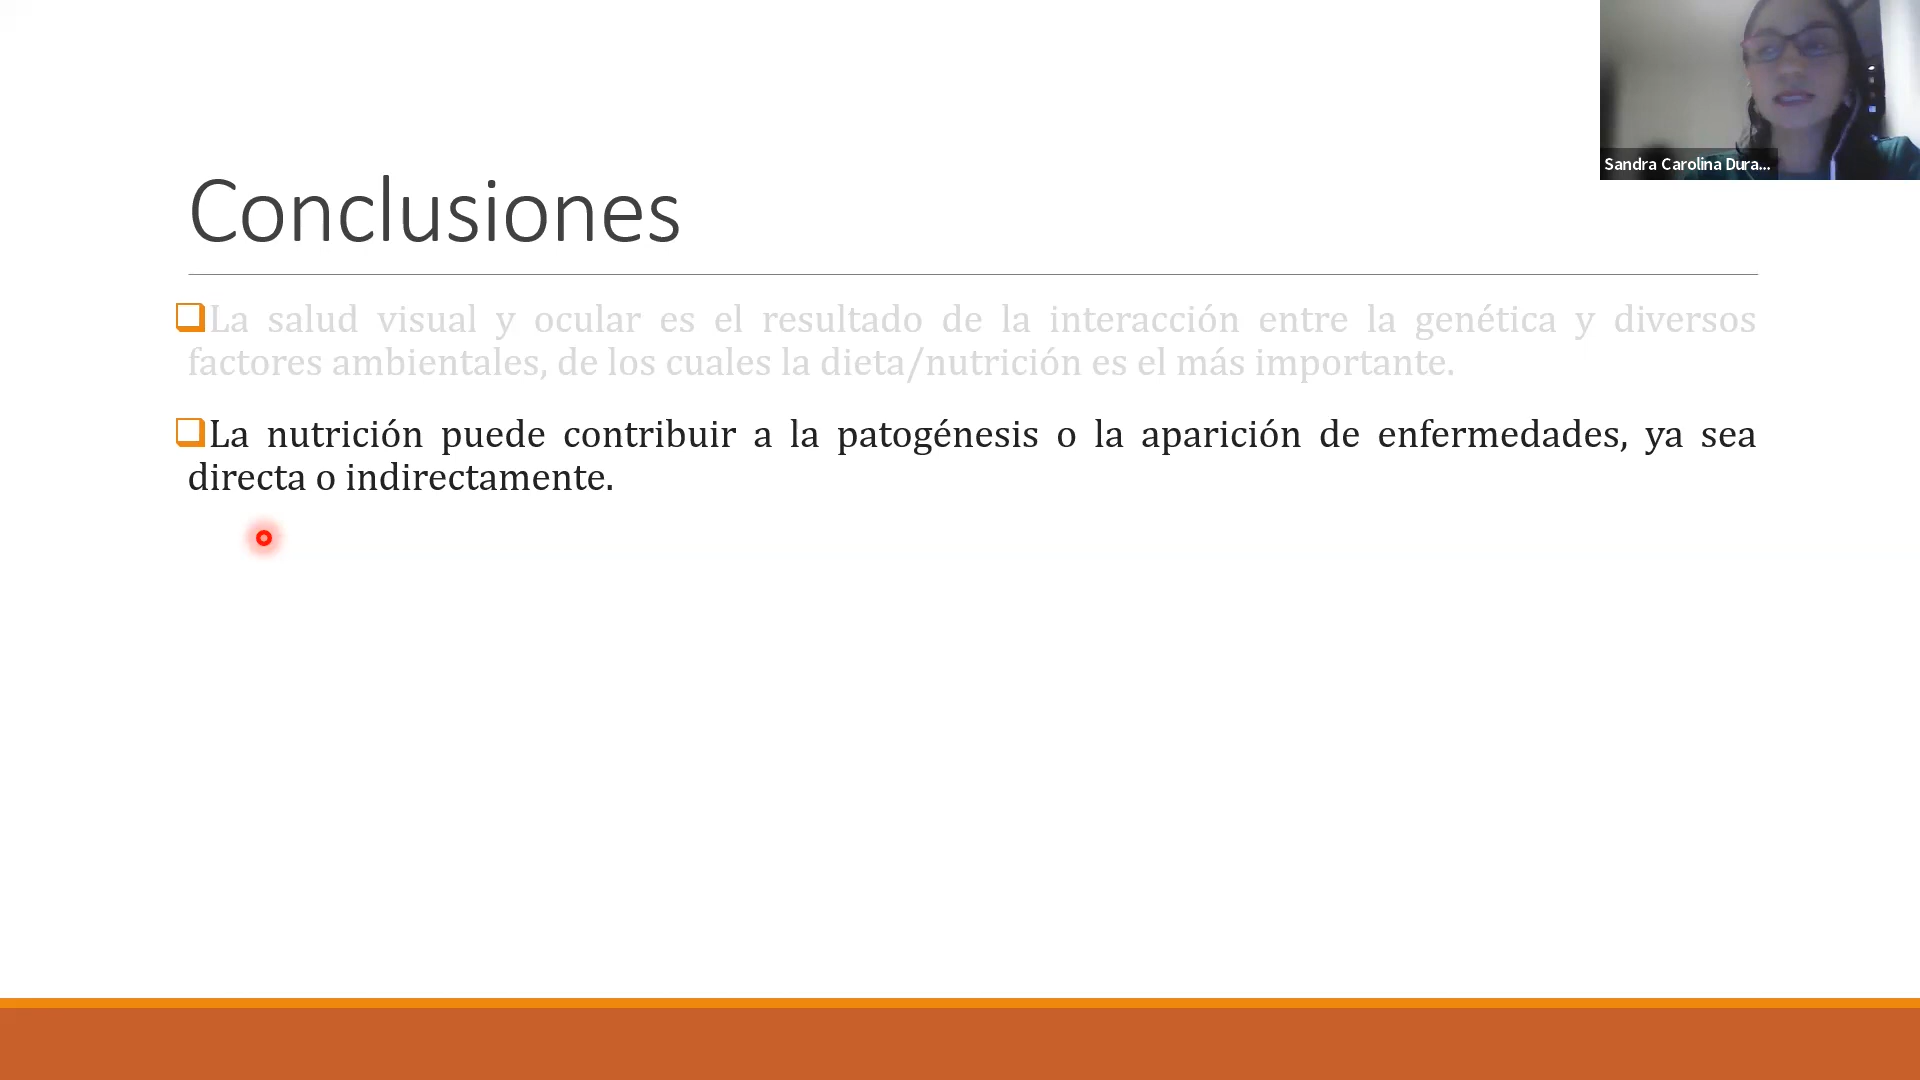 Sandra Carolina Dura...
Conclusiones
La salud visual y ocular es el resultado de la interacción entre la genética y diversos
factores ambientales, de los cuales la dieta/nutrición es el más importante.
La nutrición puede contribuir a la patogénesis o la aparición de enfermedades, ya sea
directa o indirectamente.